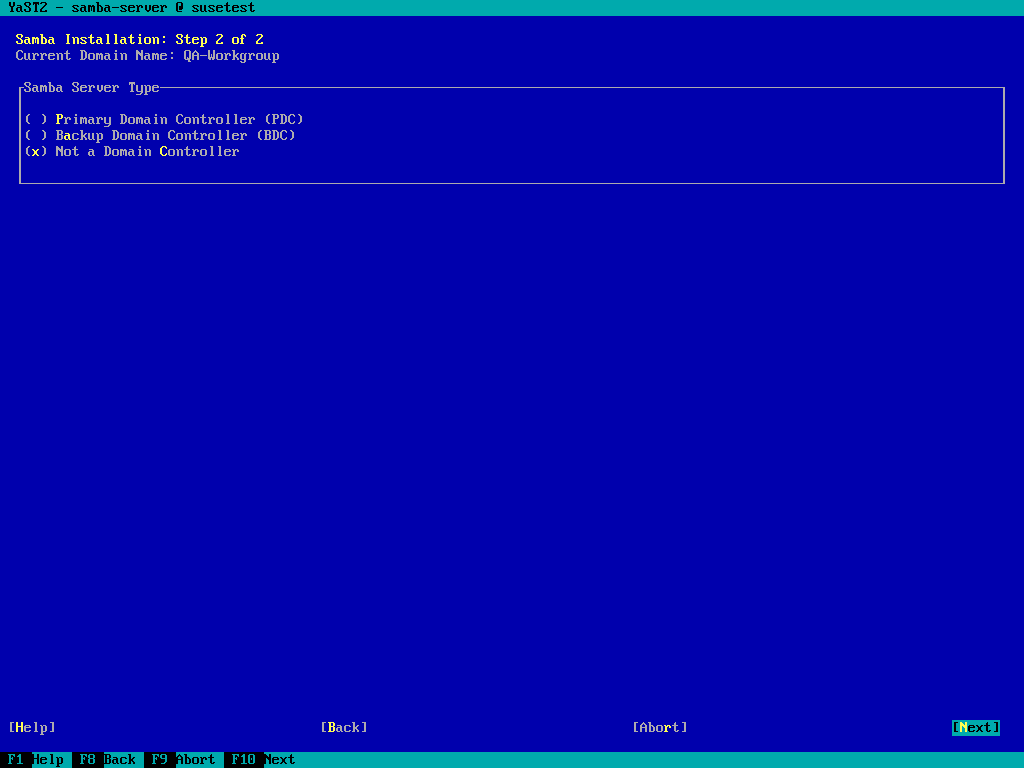 YaST2 - samba-server @ susetest
Samba Installation: Step 2 of 2
Current Domain Name: QA-Workgroup
Samba Server Type
( ) Primary Domain Controller (PDC)
( ) Backup Domain Controller (BDC)
(x) Not a Domain Controller
[Help] [Back] [Abort] [Next]
F1 Help F8 Back F9 Abort F10 Next